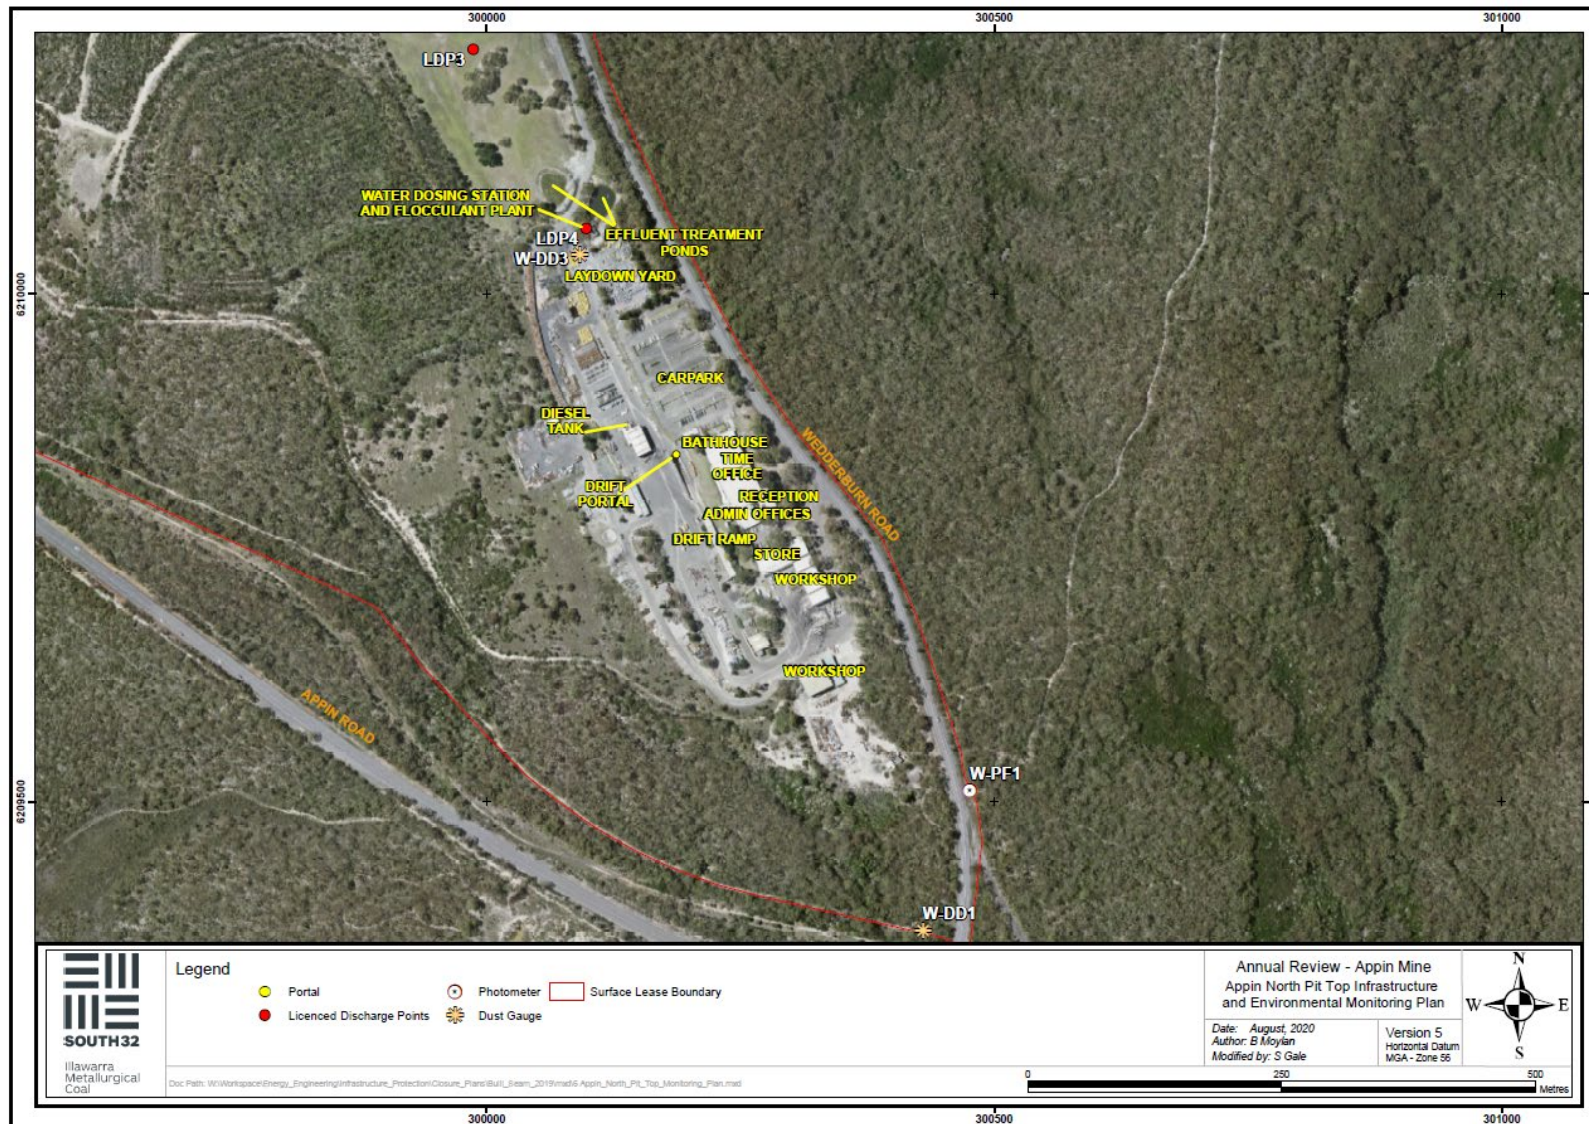 300000
300500
301000
LDP3
WATER DOSING STATION
AND FLOCCULANT PLANT
LDP4
EFFLUENT TREATMENT
PONDS
W-DD3
LAYDOWN YARD
6210000
6210000
CARPARK
DIESEL
TANK
BATHHOUSE
TIME
OFFICE
WEDDERBURN ROAD
DRIFT
PORTAL
RECEPTION
ADMIN OFFICES
DRIFT RAMP
STORE
WORKSHOP
WORKSHOP
APPIN ROAD
W-PF1
6209500
6209500
W-DD1
SOUTH32
Illawarra
Metallurgical
Coal
Legend
Portal
Photometer
Surface Lease Boundary
Licenced Discharge Points
Dust Gauge
Annual Review - Appin Mine
Appin North Pit Top Infrastructure
and Environmental Monitoring Plan
Date: August, 2020
Author: B Moylan
Modified by: S Gale
Version 5
Horizontal Datum
MGA - Zone 56
N
W
E
S
0
250
500
Metres
300000
300500
301000